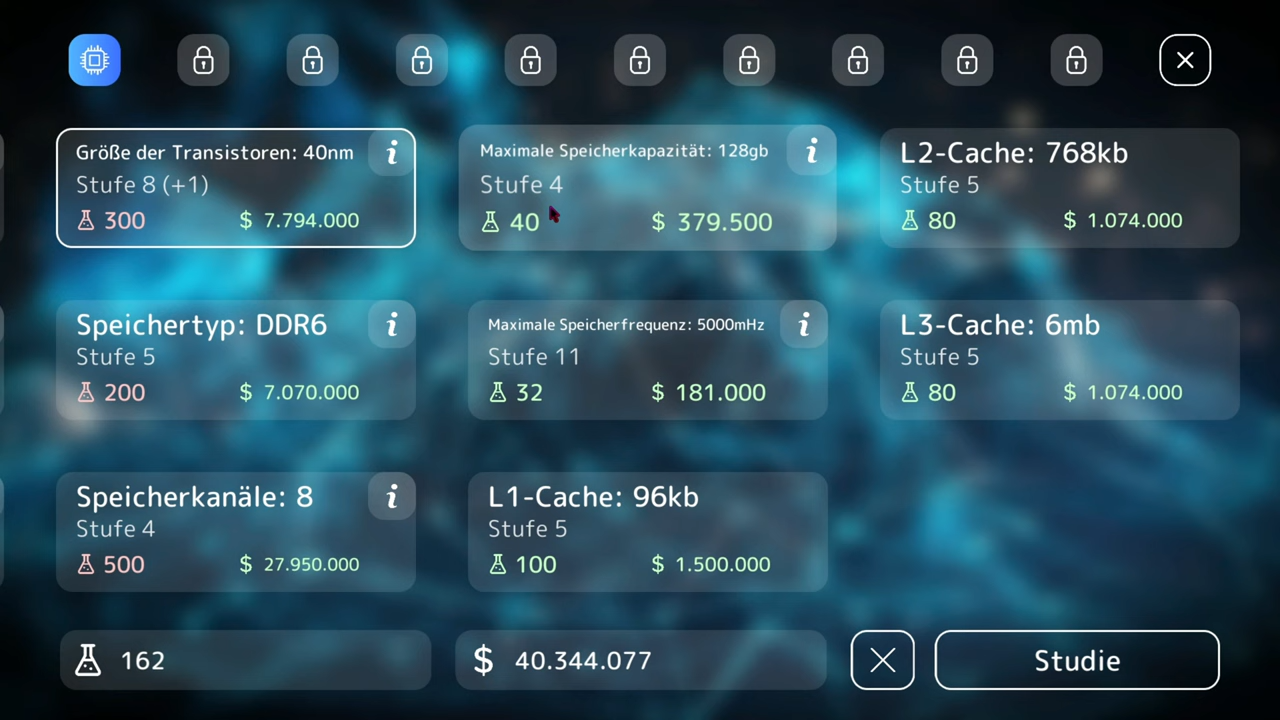 Größe der Transistoren: 40nm
i
Stufe 8 (+1)
300
$ 7.794.000
Maximale Speicherkapazität: 128gb
i
Stufe 4
40
$ 379.500
L2-Cache: 768kb
Stufe 5
80
$ 1.074.000
Speichertyp: DDR6
i
Stufe 5
200
$ 7.070.000
Maximale Speicherfrequenz: 5000mHz
i
Stufe 11
32
$ 181.000
L3-Cache: 6mb
Stufe 5
80
$ 1.074.000
Speicherkanäle: 8
i
Stufe 4
500
$ 27.950.000
L1-Cache: 96kb
Stufe 5
100
$ 1.500.000
162
$ 40.344.077
Studie